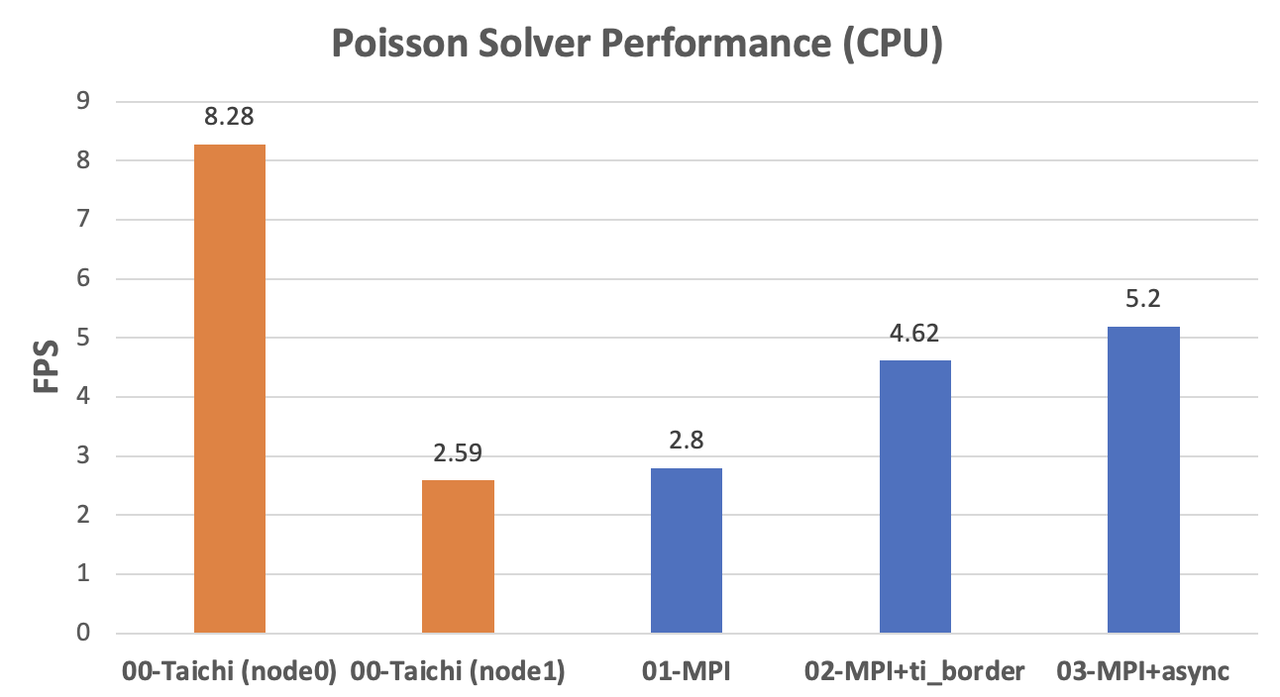 Poisson Solver Performance (CPU)
9
8
7
6
5
4
3
2
1
0
FPS
8.28
2.59
2.8
4.62
5.2
00-Taichi (node0)
00-Taichi (node1)
01-MPI
02-MPI+ti_border
03-MPI+async